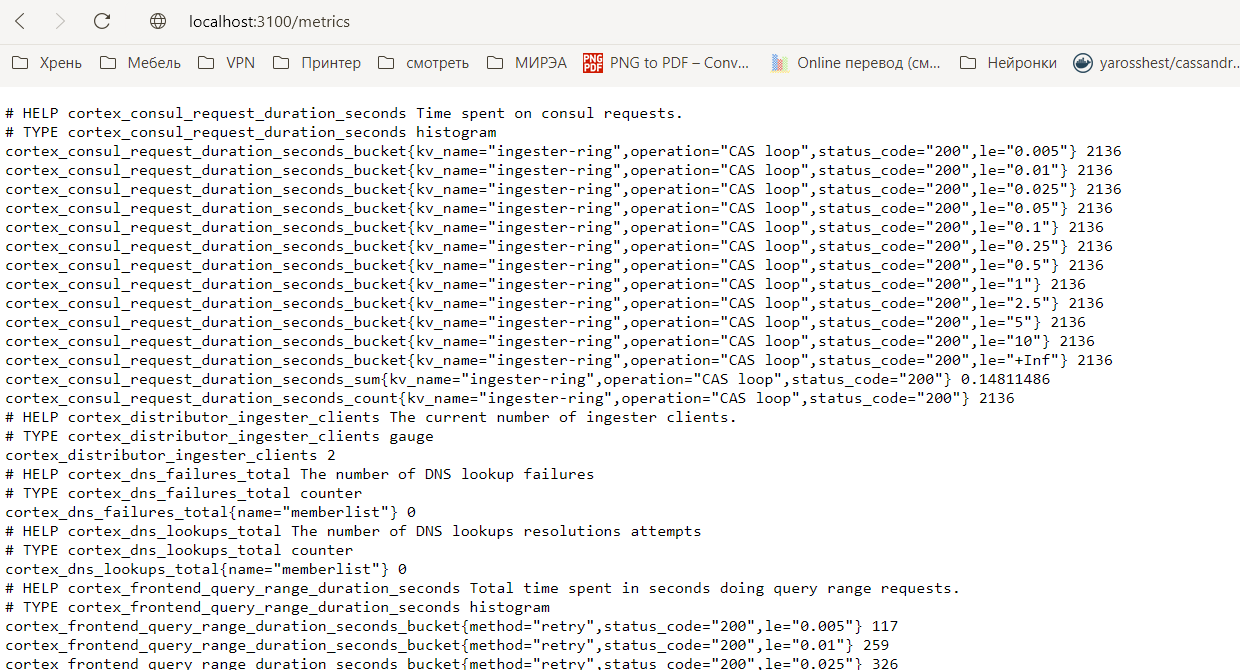 localhost:3100/metrics
Хрень Мебель VPN Принтер смотреть МИРЭА PNG to PDF – Conv... Online перевод (см... Нейронки yarosshest/cassandr...
# HELP cortex_consul_request_duration_seconds Time spent on consul requests.
# TYPE cortex_consul_request_duration_seconds histogram
cortex_consul_request_duration_seconds_bucket{kv_name="ingester-ring",operation="CAS loop",status_code="200",le="0.005"} 2136
cortex_consul_request_duration_seconds_bucket{kv_name="ingester-ring",operation="CAS loop",status_code="200",le="0.01"} 2136
cortex_consul_request_duration_seconds_bucket{kv_name="ingester-ring",operation="CAS loop",status_code="200",le="0.025"} 2136
cortex_consul_request_duration_seconds_bucket{kv_name="ingester-ring",operation="CAS loop",status_code="200",le="0.05"} 2136
cortex_consul_request_duration_seconds_bucket{kv_name="ingester-ring",operation="CAS loop",status_code="200",le="0.1"} 2136
cortex_consul_request_duration_seconds_bucket{kv_name="ingester-ring",operation="CAS loop",status_code="200",le="0.25"} 2136
cortex_consul_request_duration_seconds_bucket{kv_name="ingester-ring",operation="CAS loop",status_code="200",le="0.5"} 2136
cortex_consul_request_duration_seconds_bucket{kv_name="ingester-ring",operation="CAS loop",status_code="200",le="1"} 2136
cortex_consul_request_duration_seconds_bucket{kv_name="ingester-ring",operation="CAS loop",status_code="200",le="2.5"} 2136
cortex_consul_request_duration_seconds_bucket{kv_name="ingester-ring",operation="CAS loop",status_code="200",le="5"} 2136
cortex_consul_request_duration_seconds_bucket{kv_name="ingester-ring",operation="CAS loop",status_code="200",le="10"} 2136
cortex_consul_request_duration_seconds_bucket{kv_name="ingester-ring",operation="CAS loop",status_code="200",le="+Inf"} 2136
cortex_consul_request_duration_seconds_sum{kv_name="ingester-ring",operation="CAS loop",status_code="200"} 0.14811486
cortex_consul_request_duration_seconds_count{kv_name="ingester-ring",operation="CAS loop",status_code="200"} 2136
# HELP cortex_distributor_ingester_clients The current number of ingester clients.
# TYPE cortex_distributor_ingester_clients gauge
cortex_distributor_ingester_clients 2
# HELP cortex_dns_failures_total The number of DNS lookup failures
# TYPE cortex_dns_failures_total counter
cortex_dns_failures_total{name="memberlist"} 0
# HELP cortex_dns_lookups_total The number of DNS lookups resolutions attempts
# TYPE cortex_dns_lookups_total counter
cortex_dns_lookups_total{name="memberlist"} 0
# HELP cortex_frontend_query_range_duration_seconds Total time spent in seconds doing query range requests.
# TYPE cortex_frontend_query_range_duration_seconds histogram
cortex_frontend_query_range_duration_seconds_bucket{method="retry",status_code="200",le="0.005"} 117
cortex_frontend_query_range_duration_seconds_bucket{method="retry",status_code="200",le="0.01"} 259
cortex_frontend_query_range_duration_seconds_bucket{method="retry",status_code="200",le="0.025"} 326